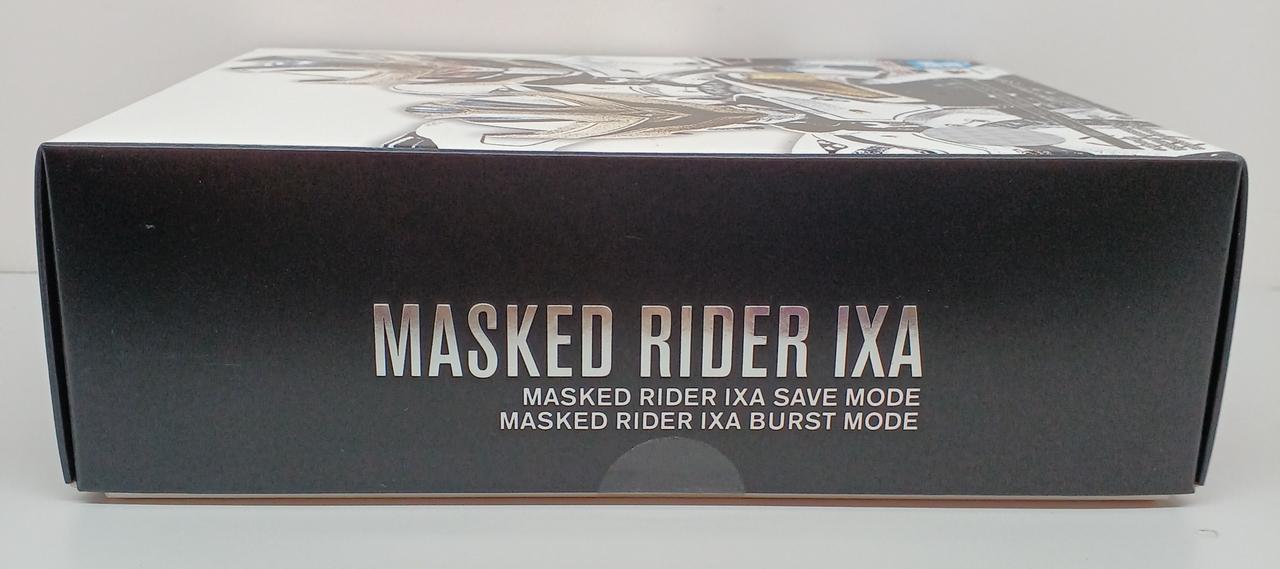 MASKED RIDER IXA
MASKED RIDER IXA SAVE MODE
MASKED RIDER IXA BURST MODE